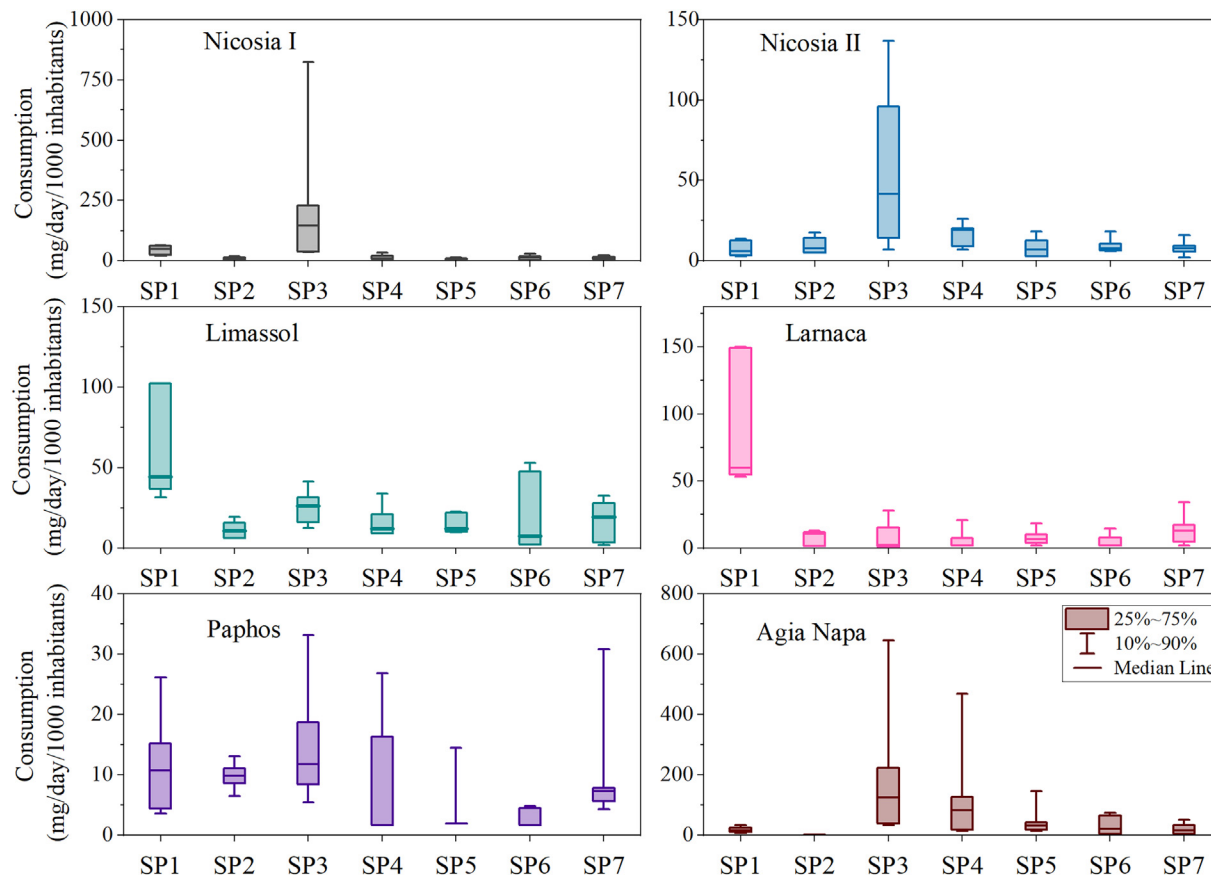 Nicosia I
Consumption
(mg/day/1000 inhabitants)
1000
750
500
250
0
SP1 SP2 SP3 SP4 SP5 SP6 SP7
Nicosia II
150
100
50
0
SP1 SP2 SP3 SP4 SP5 SP6 SP7
Limassol
Consumption
(mg/day/1000 inhabitants)
150
100
50
0
SP1 SP2 SP3 SP4 SP5 SP6 SP7
Larnaca
150
100
50
0
SP1 SP2 SP3 SP4 SP5 SP6 SP7
Paphos
Consumption
(mg/day/1000 inhabitants)
40
30
20
10
0
SP1 SP2 SP3 SP4 SP5 SP6 SP7
Agia Napa
800
600
400
200
0
SP1 SP2 SP3 SP4 SP5 SP6 SP7
25%~75%
10%~90%
Median Line